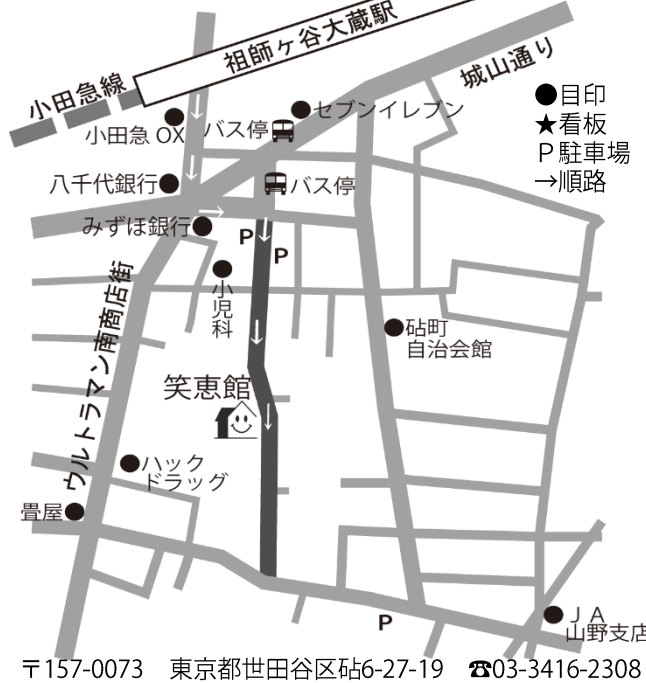 祖師ヶ谷大蔵駅
小田急線
城山通り
セブンイレブン
●目印
★看板
P駐車場
→順路
小田急OX
バス停
八千代銀行
バス停
みずほ銀行
P
P
小児科
ウルトラマン南商店街
砧町
自治会館
笑恵館
ハック
ドラッグ
畳屋
P
JA
山野支店
〒157-0073 東京都世田谷区砧6-27-19 ☎03-3416-2308